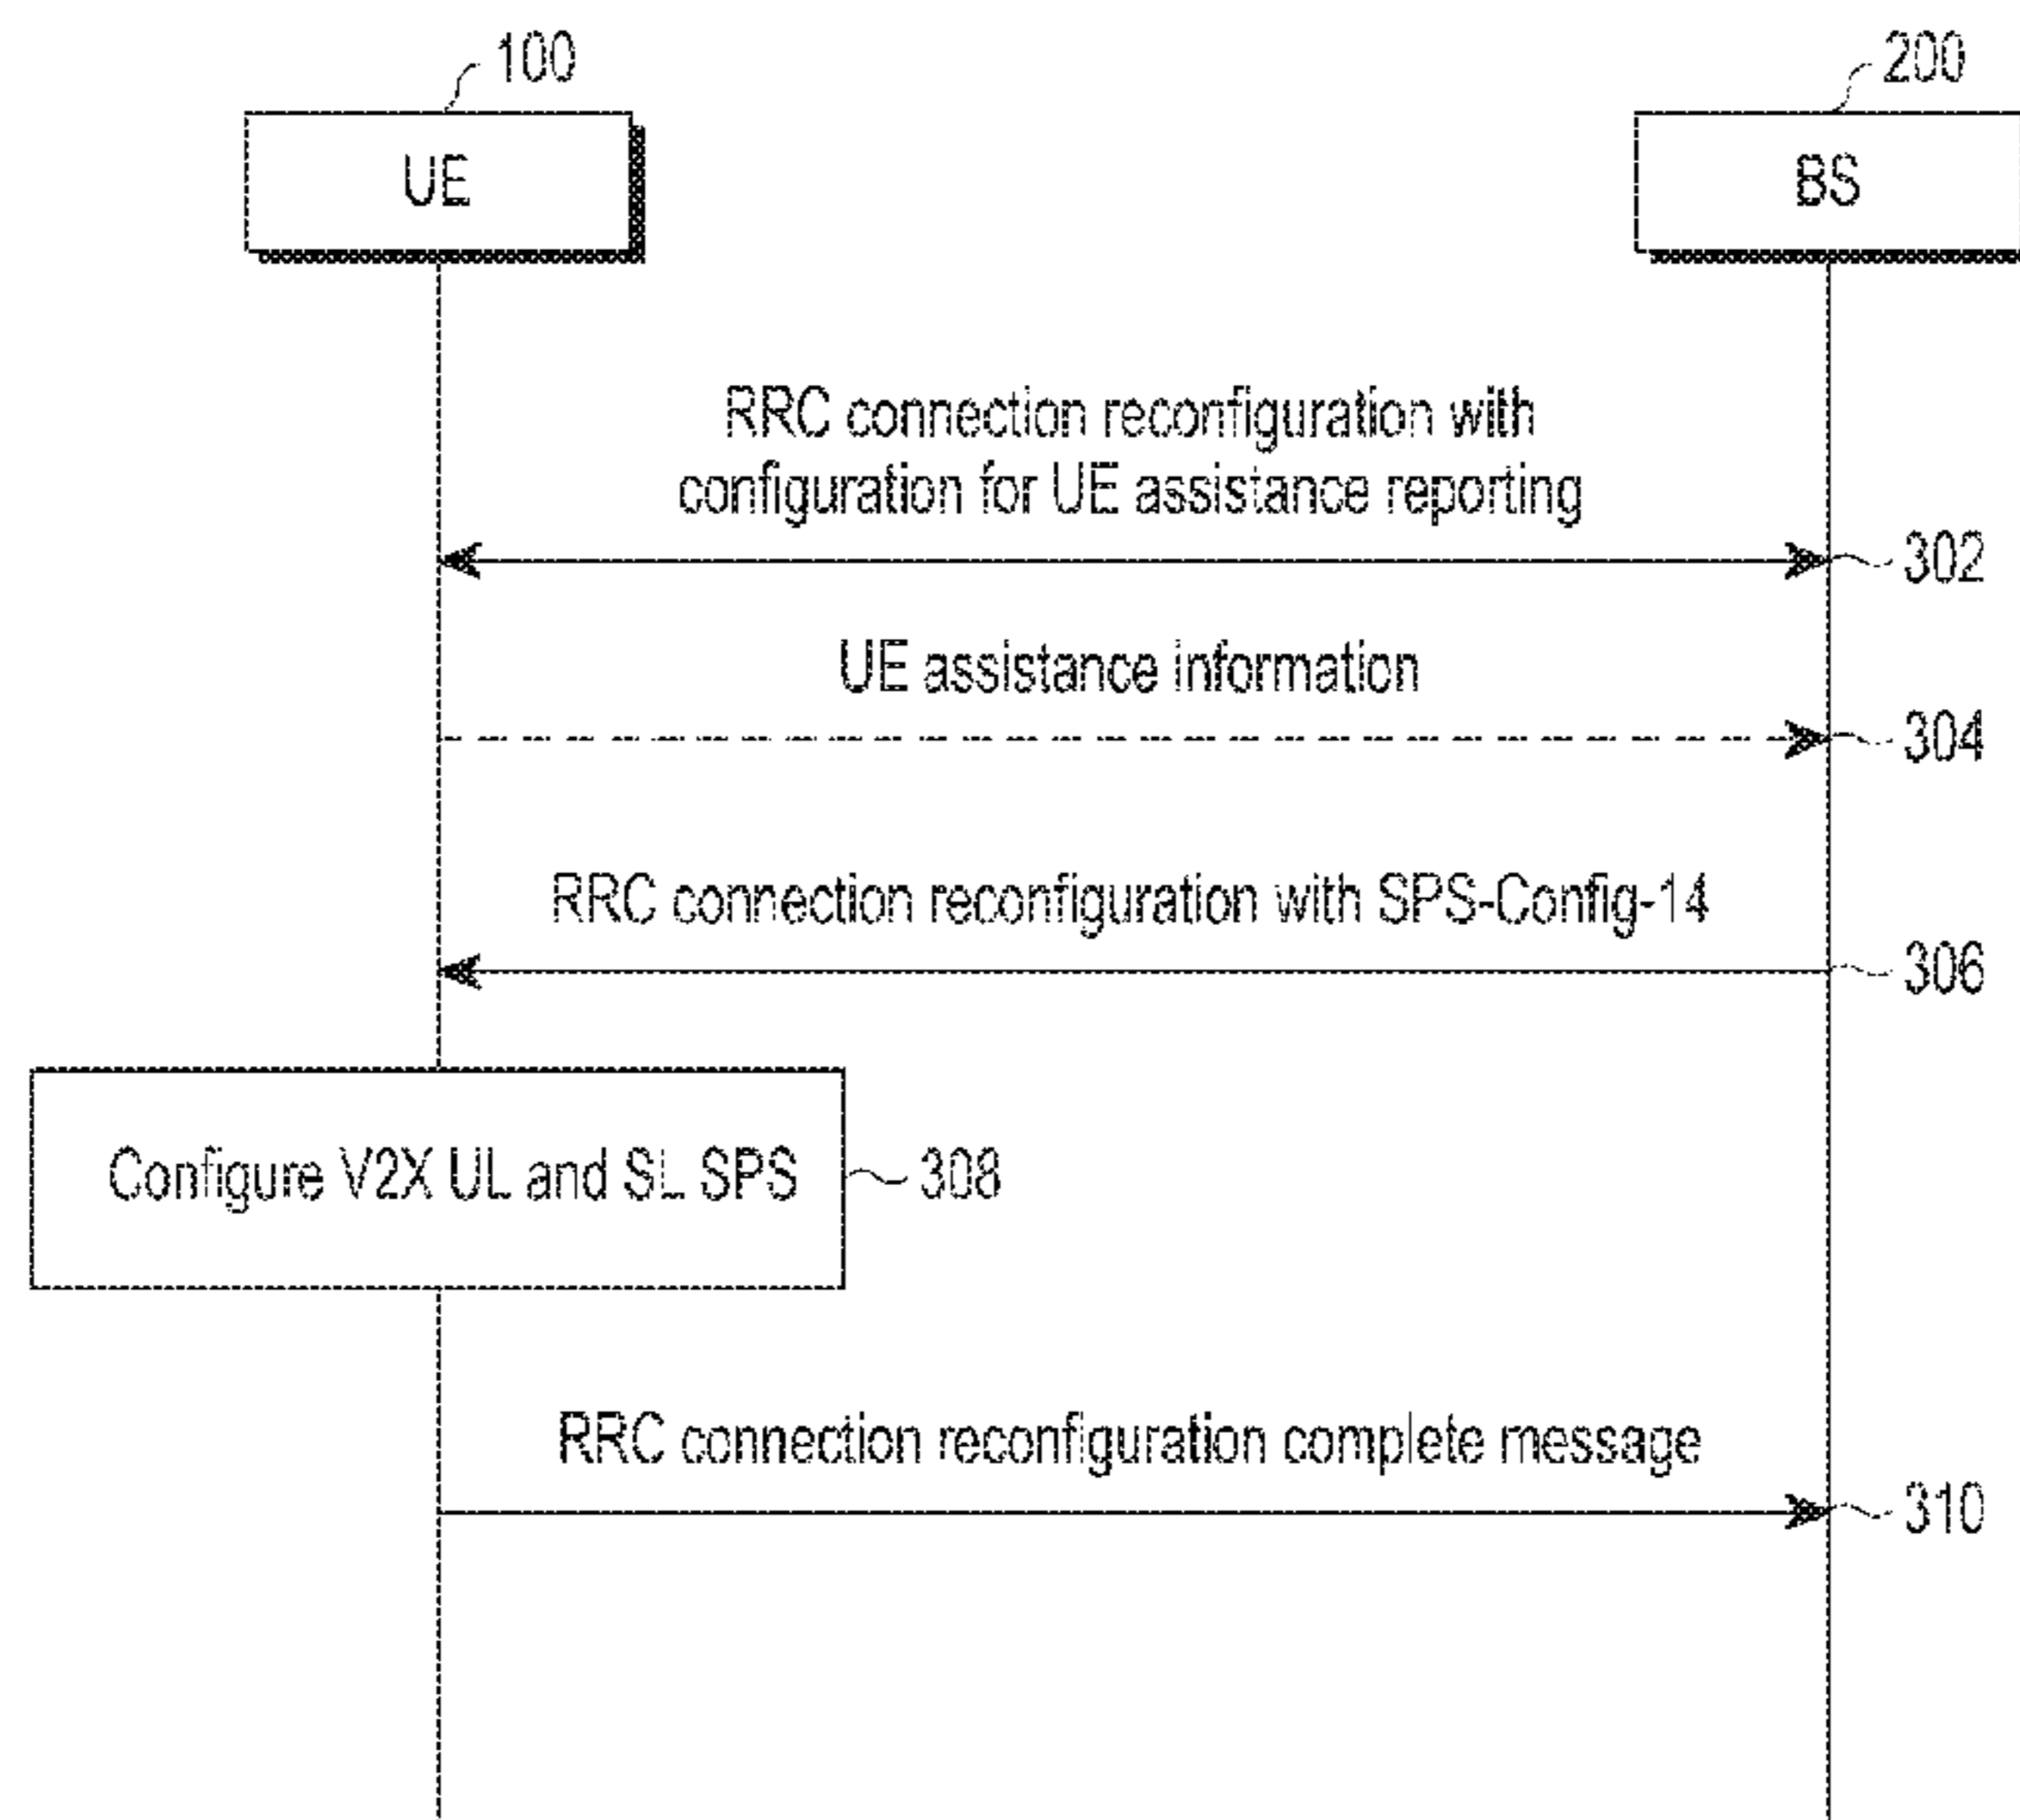 100
200
UE
BS
RRC connection reconfiguration with
configuration for UE assistance reporting
302
UE assistance information
304
RRC connection reconfiguration with SPS-Config-14
306
Configure V2X UL and SL SPS
308
RRC connection reconfiguration complete message
310